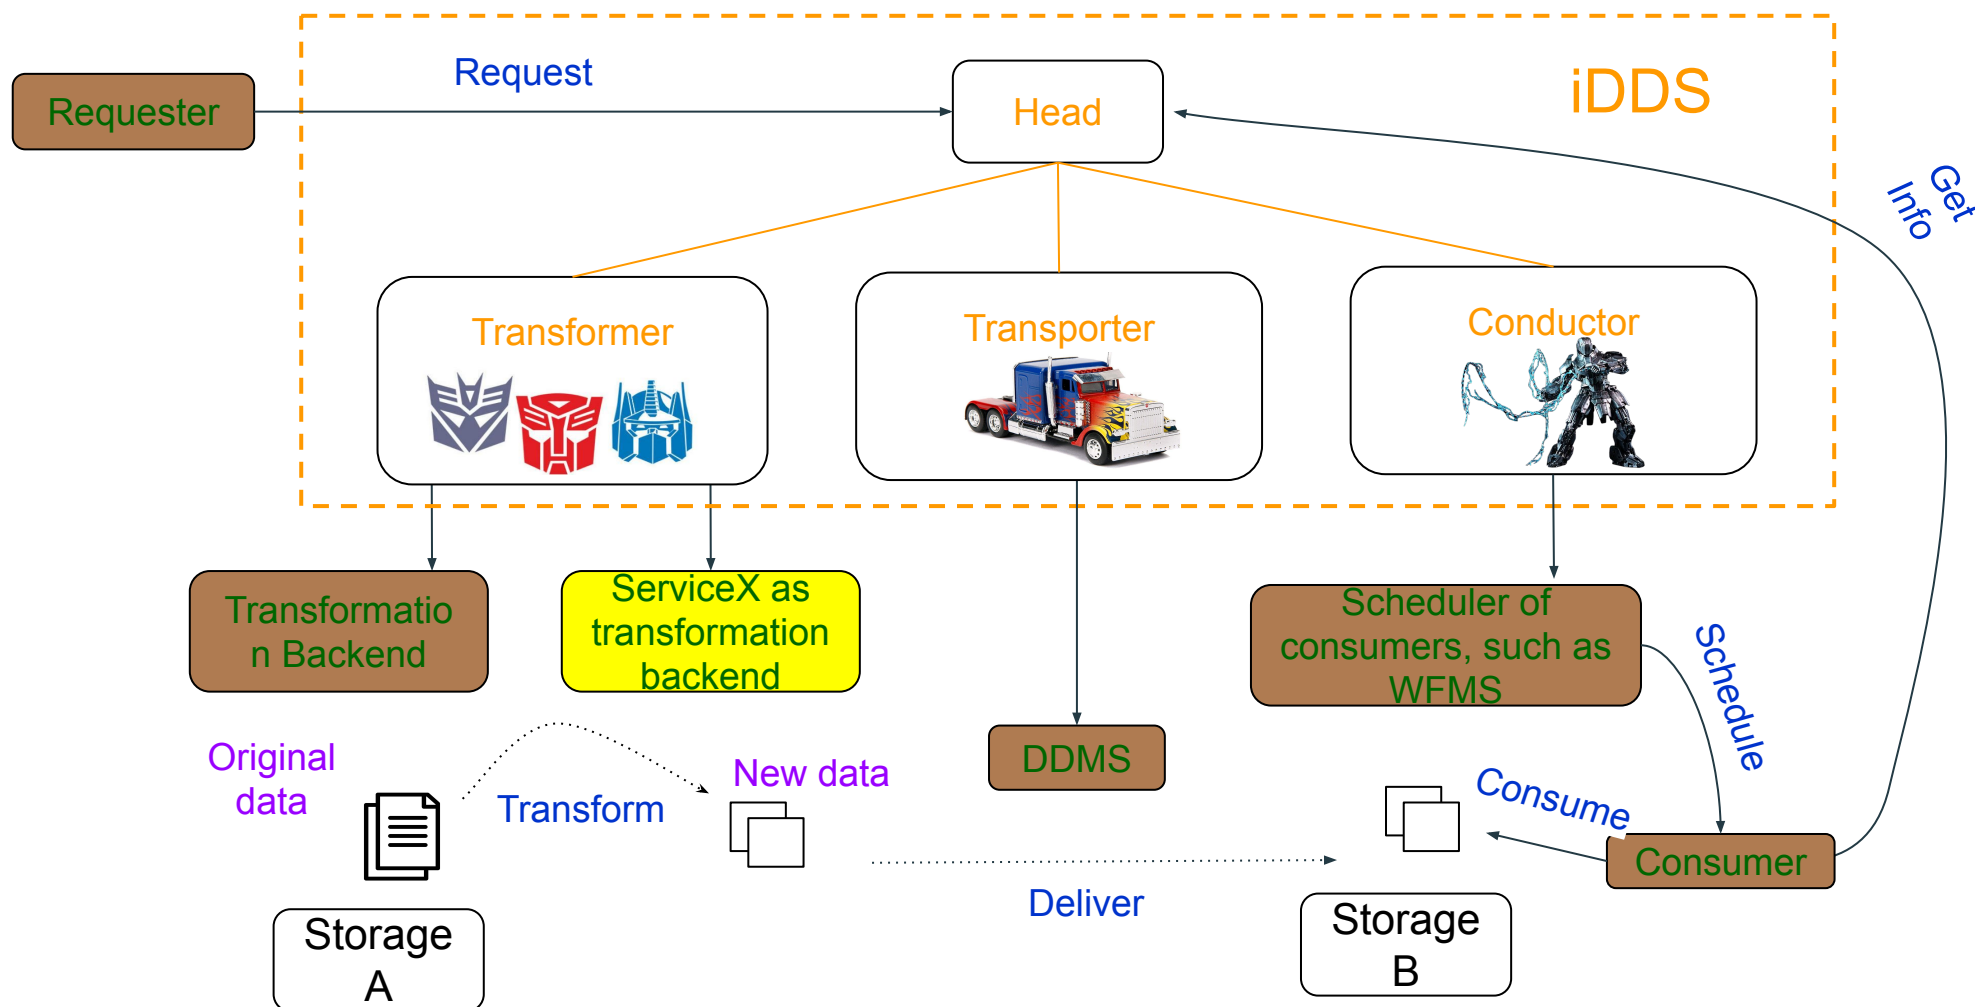 Request
iDDS
Requester
Head
Get
Info
Transformer
Transporter
Conductor
Transformatio
n Backend
ServiceX as
transformation
backend
Scheduler of
consumers, such as
WFMS
Schedule
Original
data
Transform
New data
DDMS
Consume
Consumer
Deliver
Storage
A
Storage
B